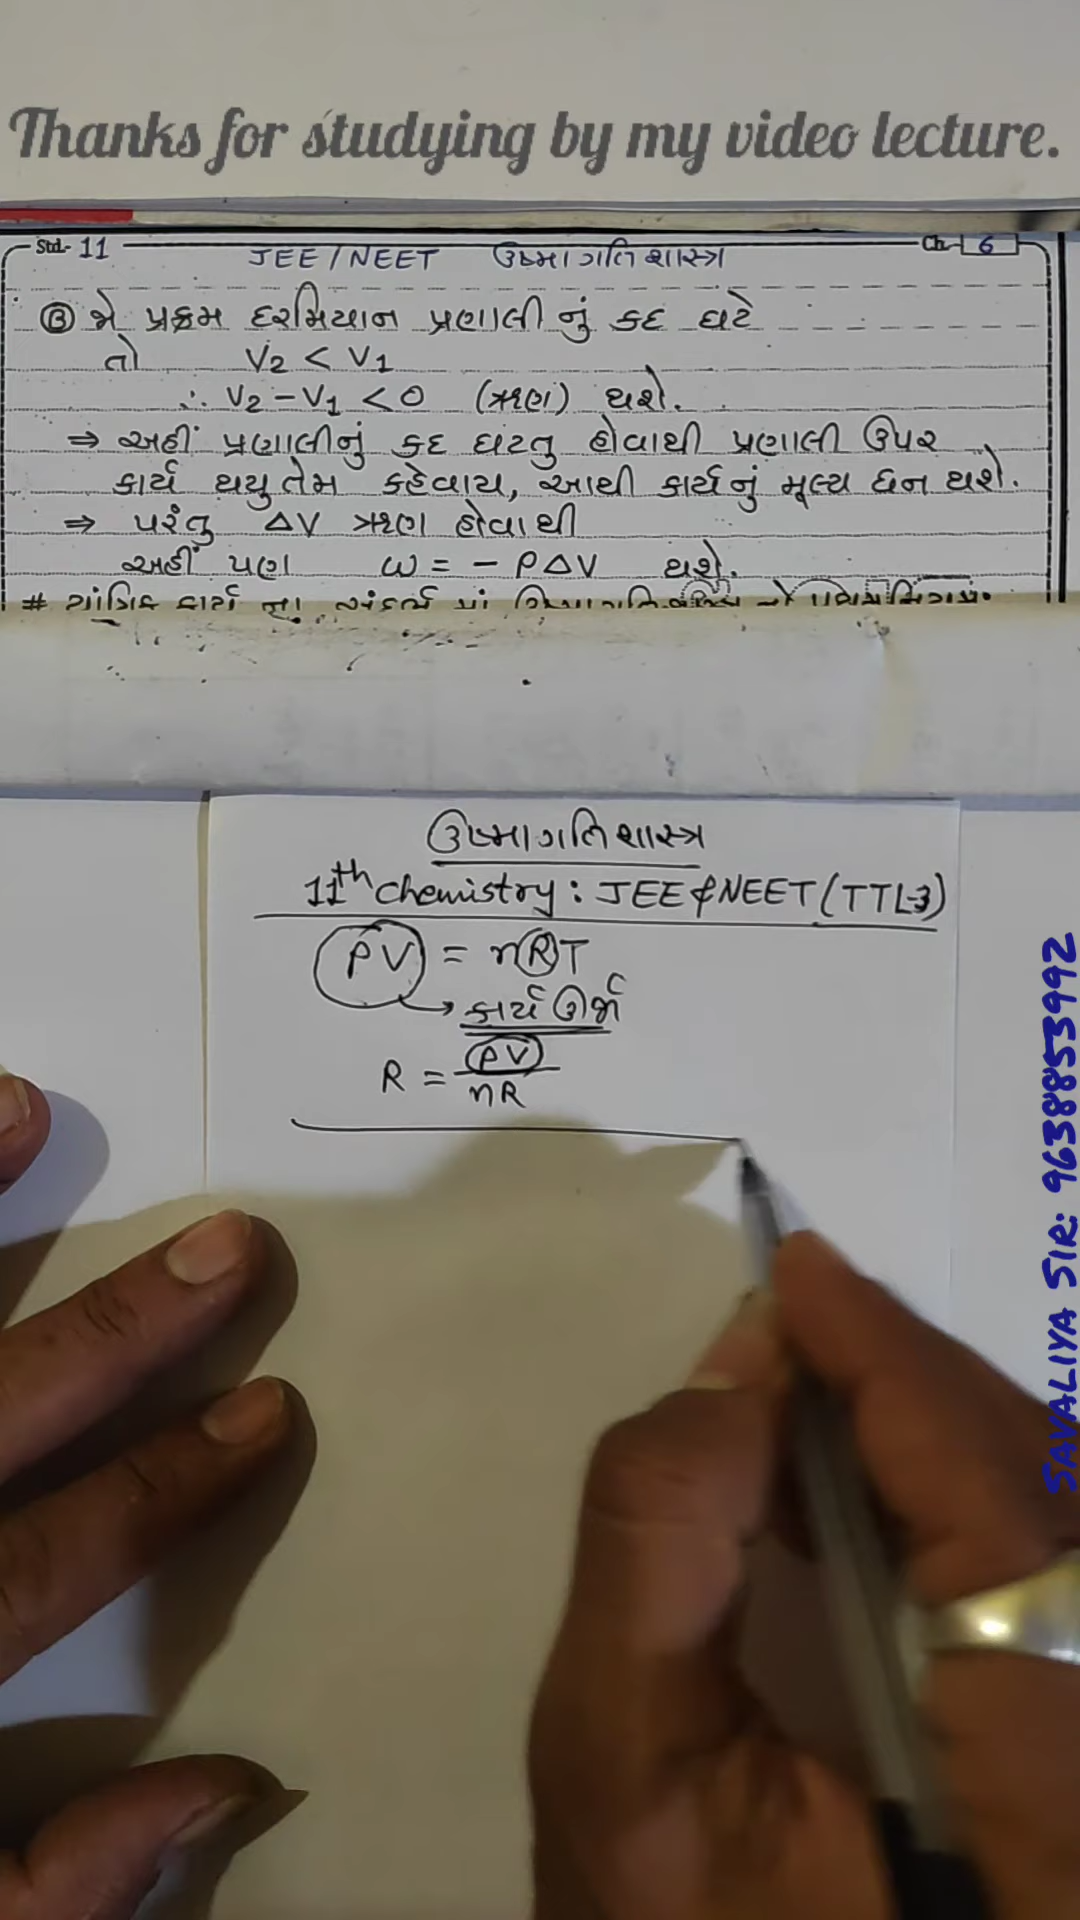 Thanks for studying by my video lecture.
Std.- 11 JEE/NEET ઉષ્માગતિશાસ્ત્ર Ch. 6
Ⓑ જો પ્રક્રમ દરમિયાન પ્રણાલીનું કદ ઘટે
તો V2 < V1
∴ V2 – V1 < 0 (ઋણ) થશે.
⇒ અહીં પ્રણાલીનું કદ ઘટતુ હોવાથી પ્રણાલી ઉપર
કાર્ય થયુ તેમ કહેવાય, આથી કાર્યનું મૂલ્ય ધન થશે.
⇒ પરંતુ ΔV ઋણ હોવાથી
અહીં પણ ω = – PΔV થશે.
# યાંત્રિક કાર્ય ના
ઉષ્માગતિશાસ્ત્ર
11th chemistry: JEE & NEET (TTL-3)
PV = nRT
કાર્ય ઊર્જા
R = PV / nR
SAVALIYA SIR: 9638853992